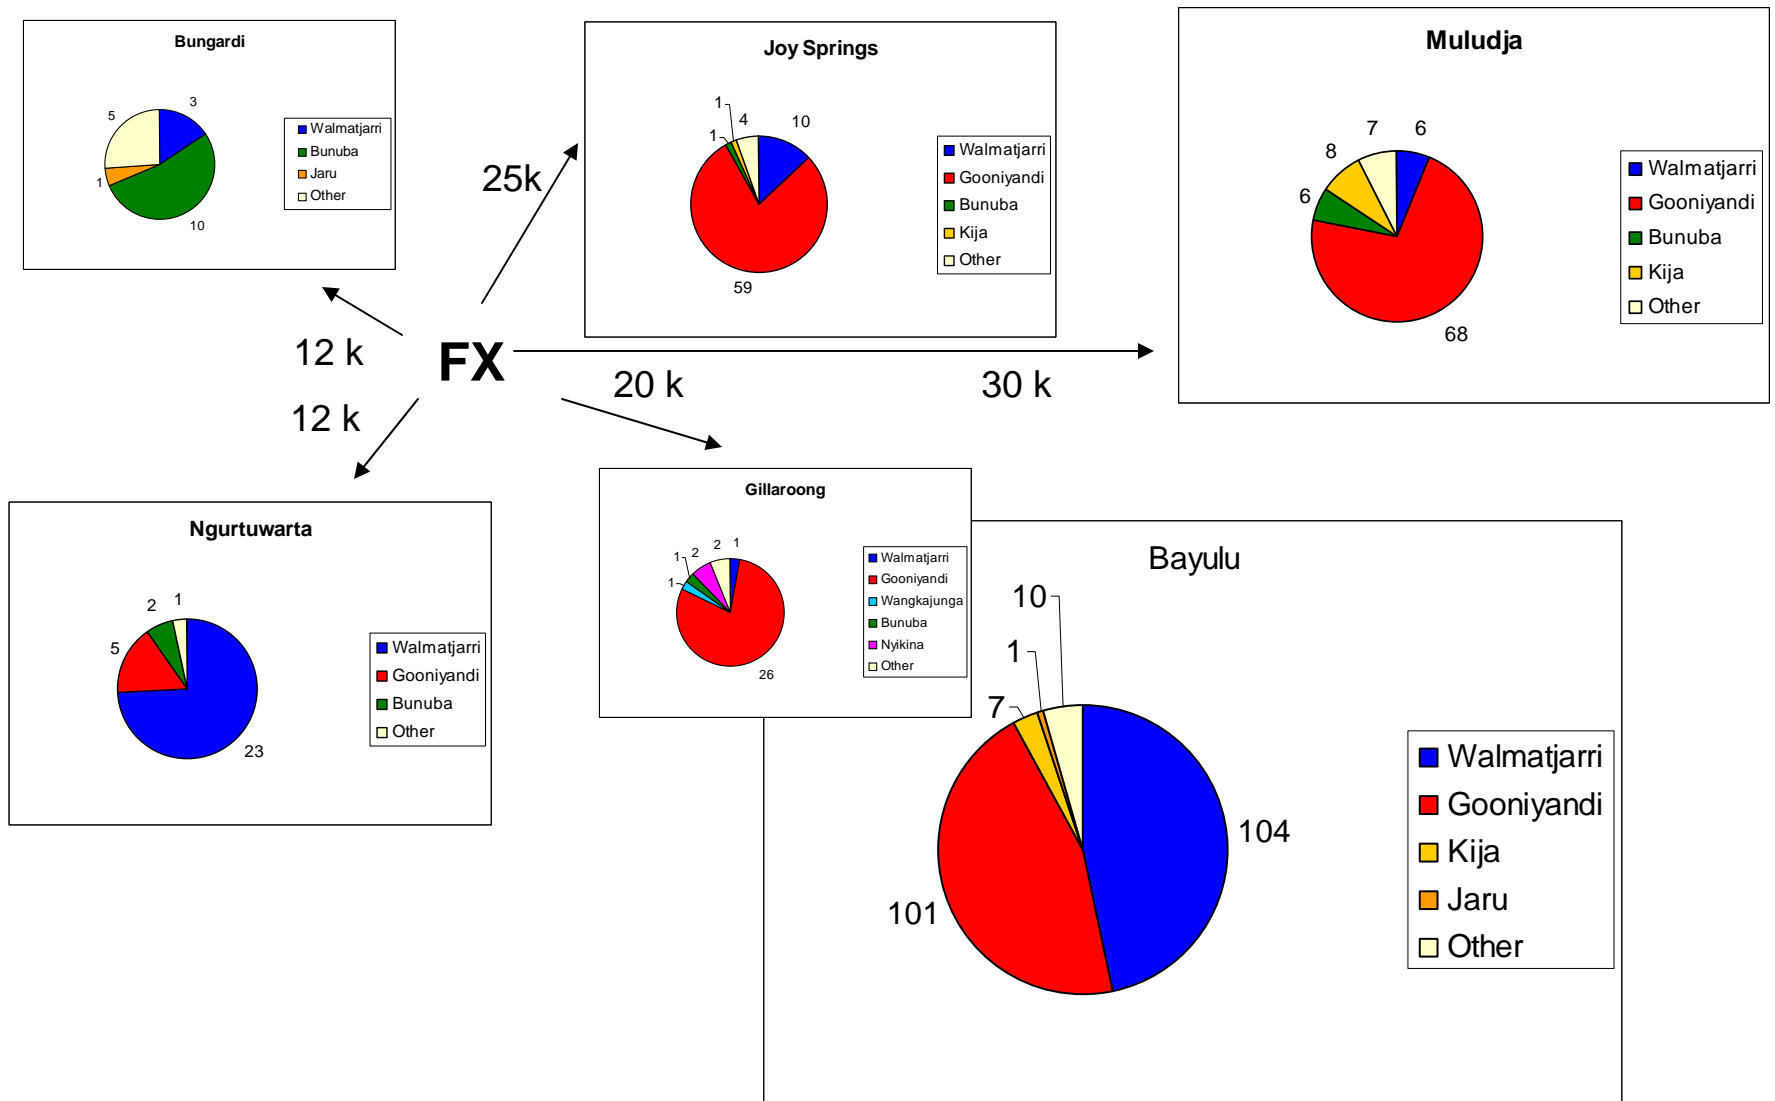 Bungardi
5
3
1
10
Walmatjarri
Bunuba
Jaru
Other
Joy Springs
1
4
10
1
59
Walmatjarri
Gooniyandi
Bunuba
Kija
Other
Muludja
7
6
8
6
68
Walmatjarri
Gooniyandi
Bunuba
Kija
Other
25k
12 k
FX
20 k
30 k
12 k
Ngurtuwarta
2
1
5
23
Walmatjarri
Gooniyandi
Bunuba
Other
Gillaroong
1
2
2
1
1
26
Walmatjarri
Gooniyandi
Wangkajunga
Bunuba
Nyikina
Other
Bayulu
10
1
7
104
101
Walmatjarri
Gooniyandi
Kija
Jaru
Other